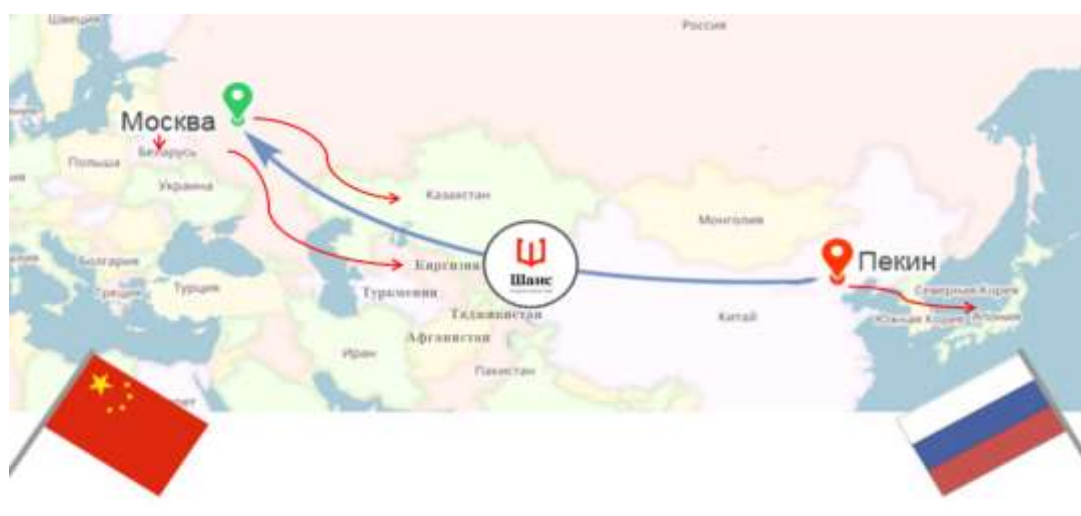 Швеция
Россия
Москва
Беларусь
Польша
Украина
Казахстан
Монголия
Болгария
Киргизия
Шанс
Пекин
Греция
Турция
Туркмения
Северная Корея
Таджикистан
Китай
Южная Корея
Япония
Иран
Афганистан
Пакистан